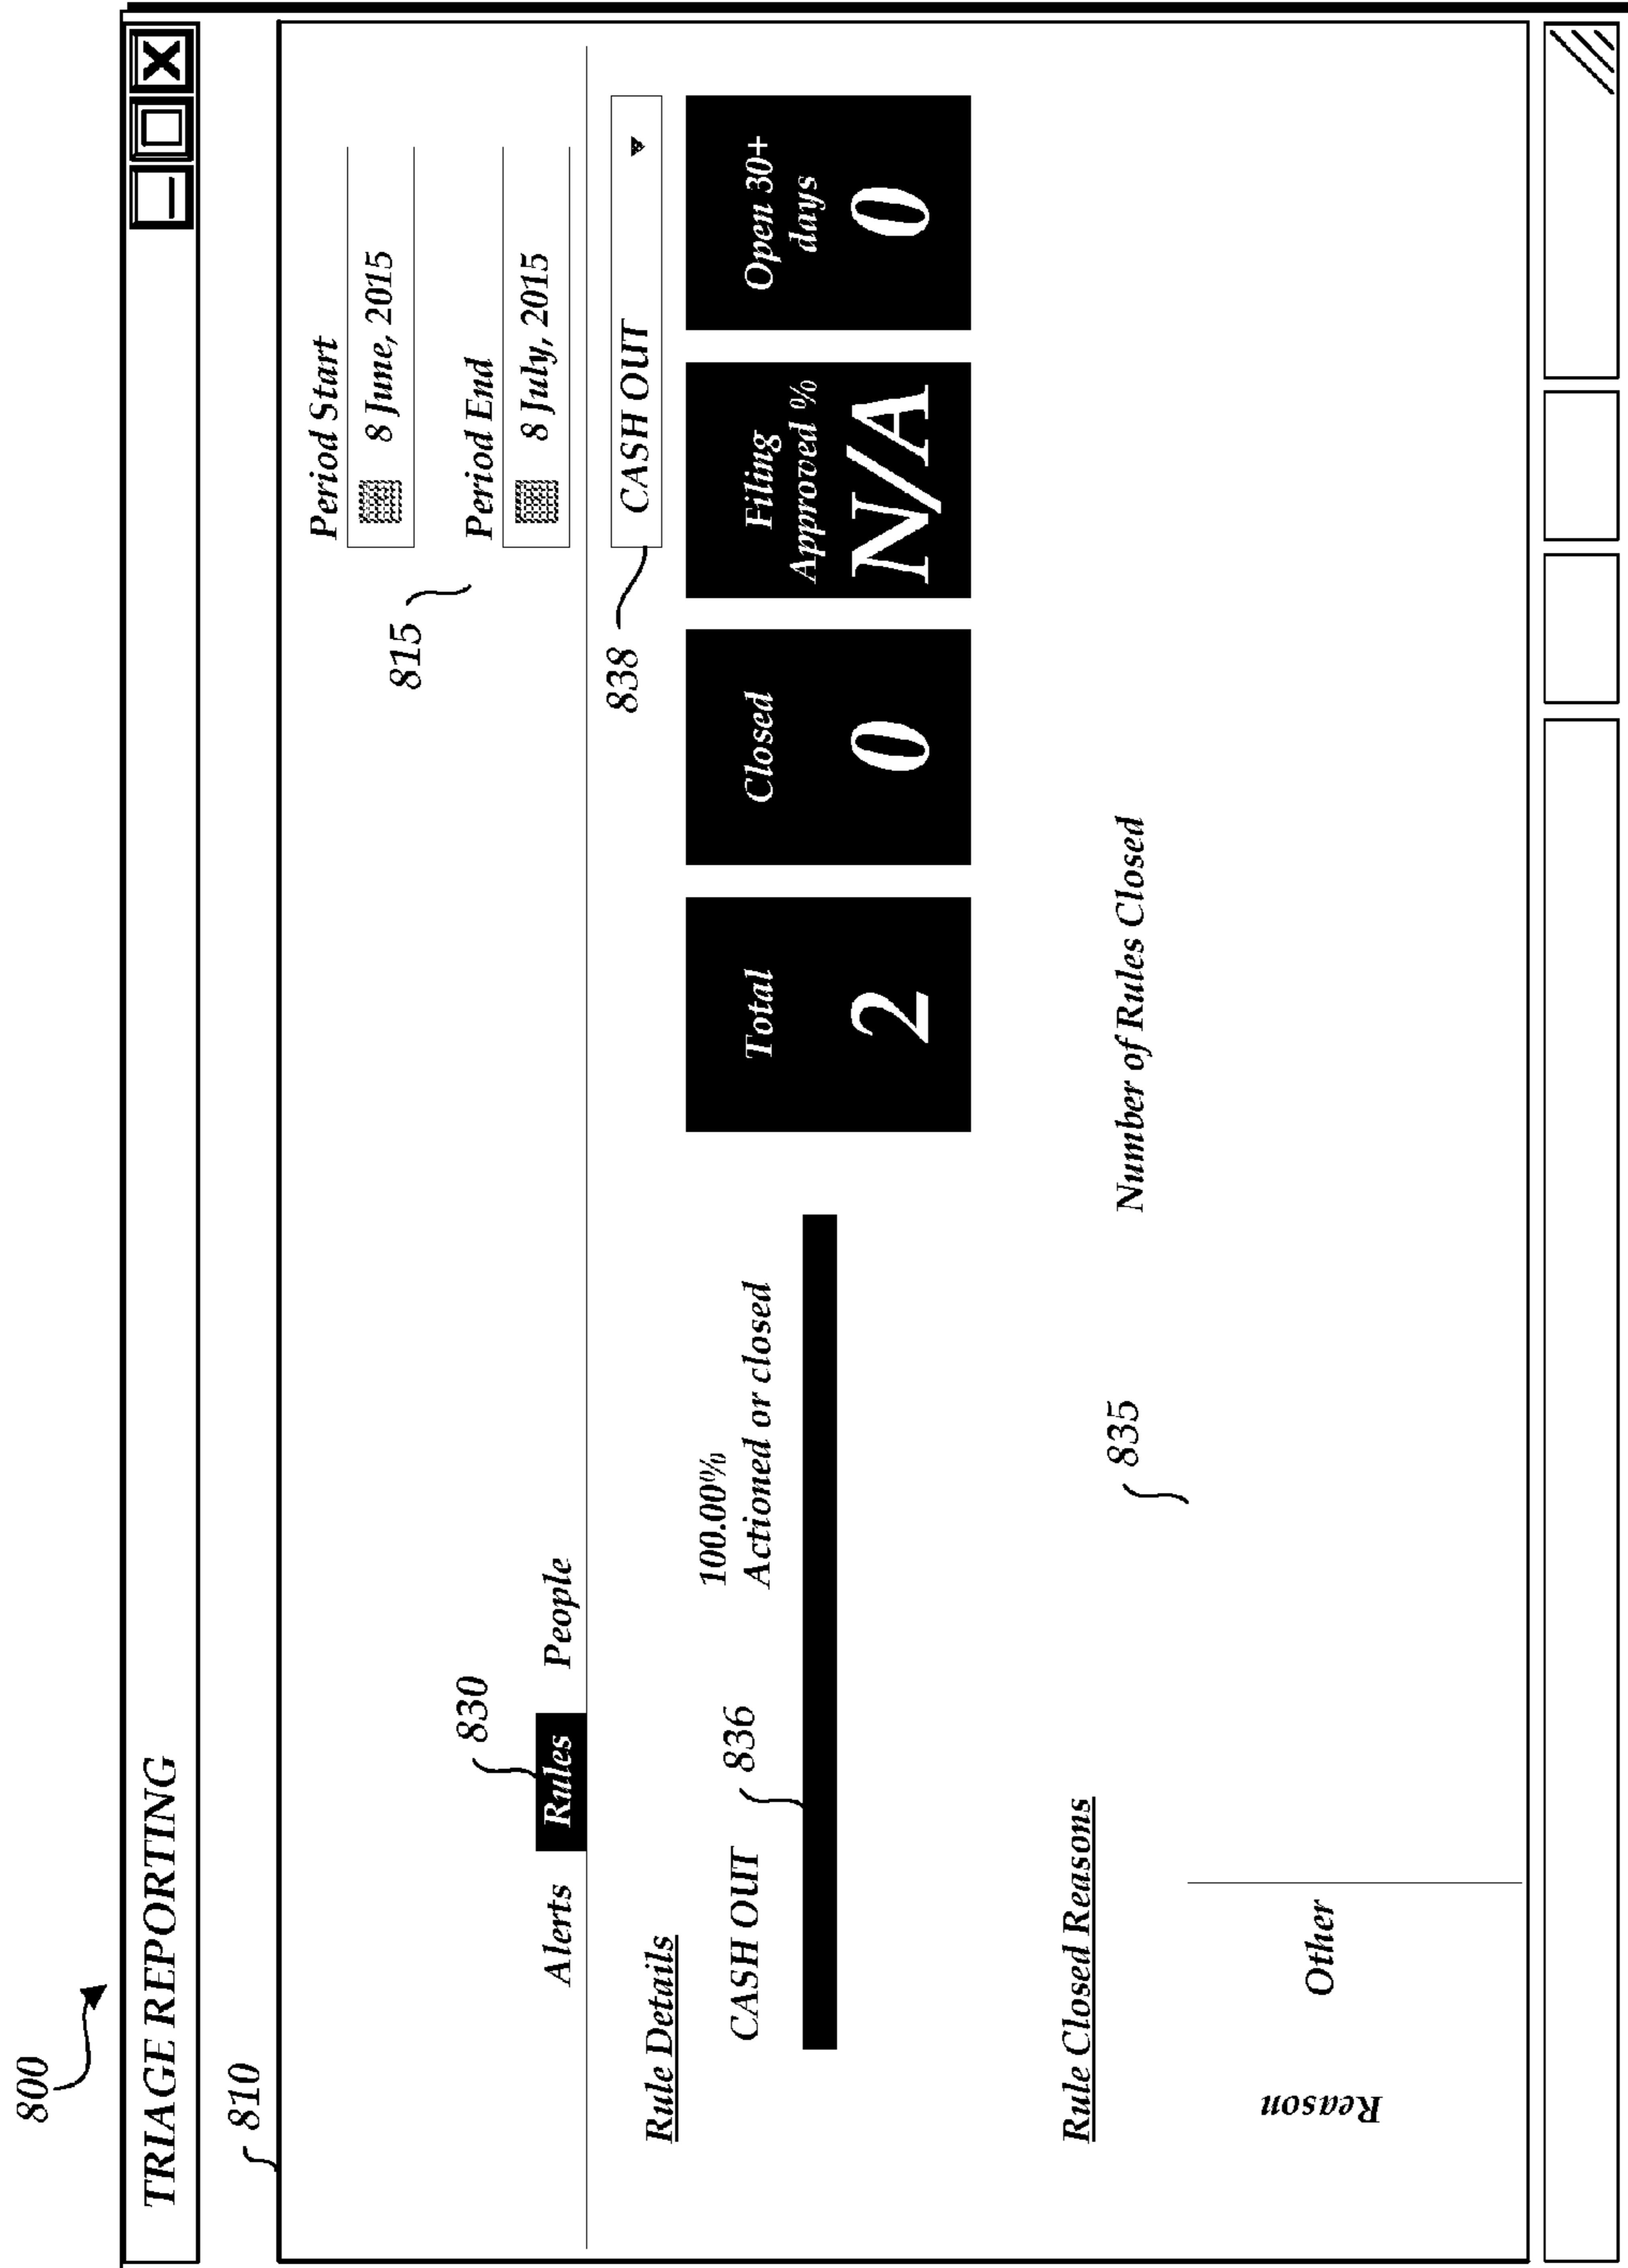 800
TRIAGE REPORTING
810
Period Start
8 June, 2015
815
Period End
8 July, 2015
830
Alerts Rules People
838
CASH OUT
Rule Details
CASH OUT
836
100.00%
Actioned or closed
Total
2
Closed
0
Filing
Approved %
N/A
Open 30+
days
0
Rule Closed Reasons
835
Number of Rules Closed
Reason
Other